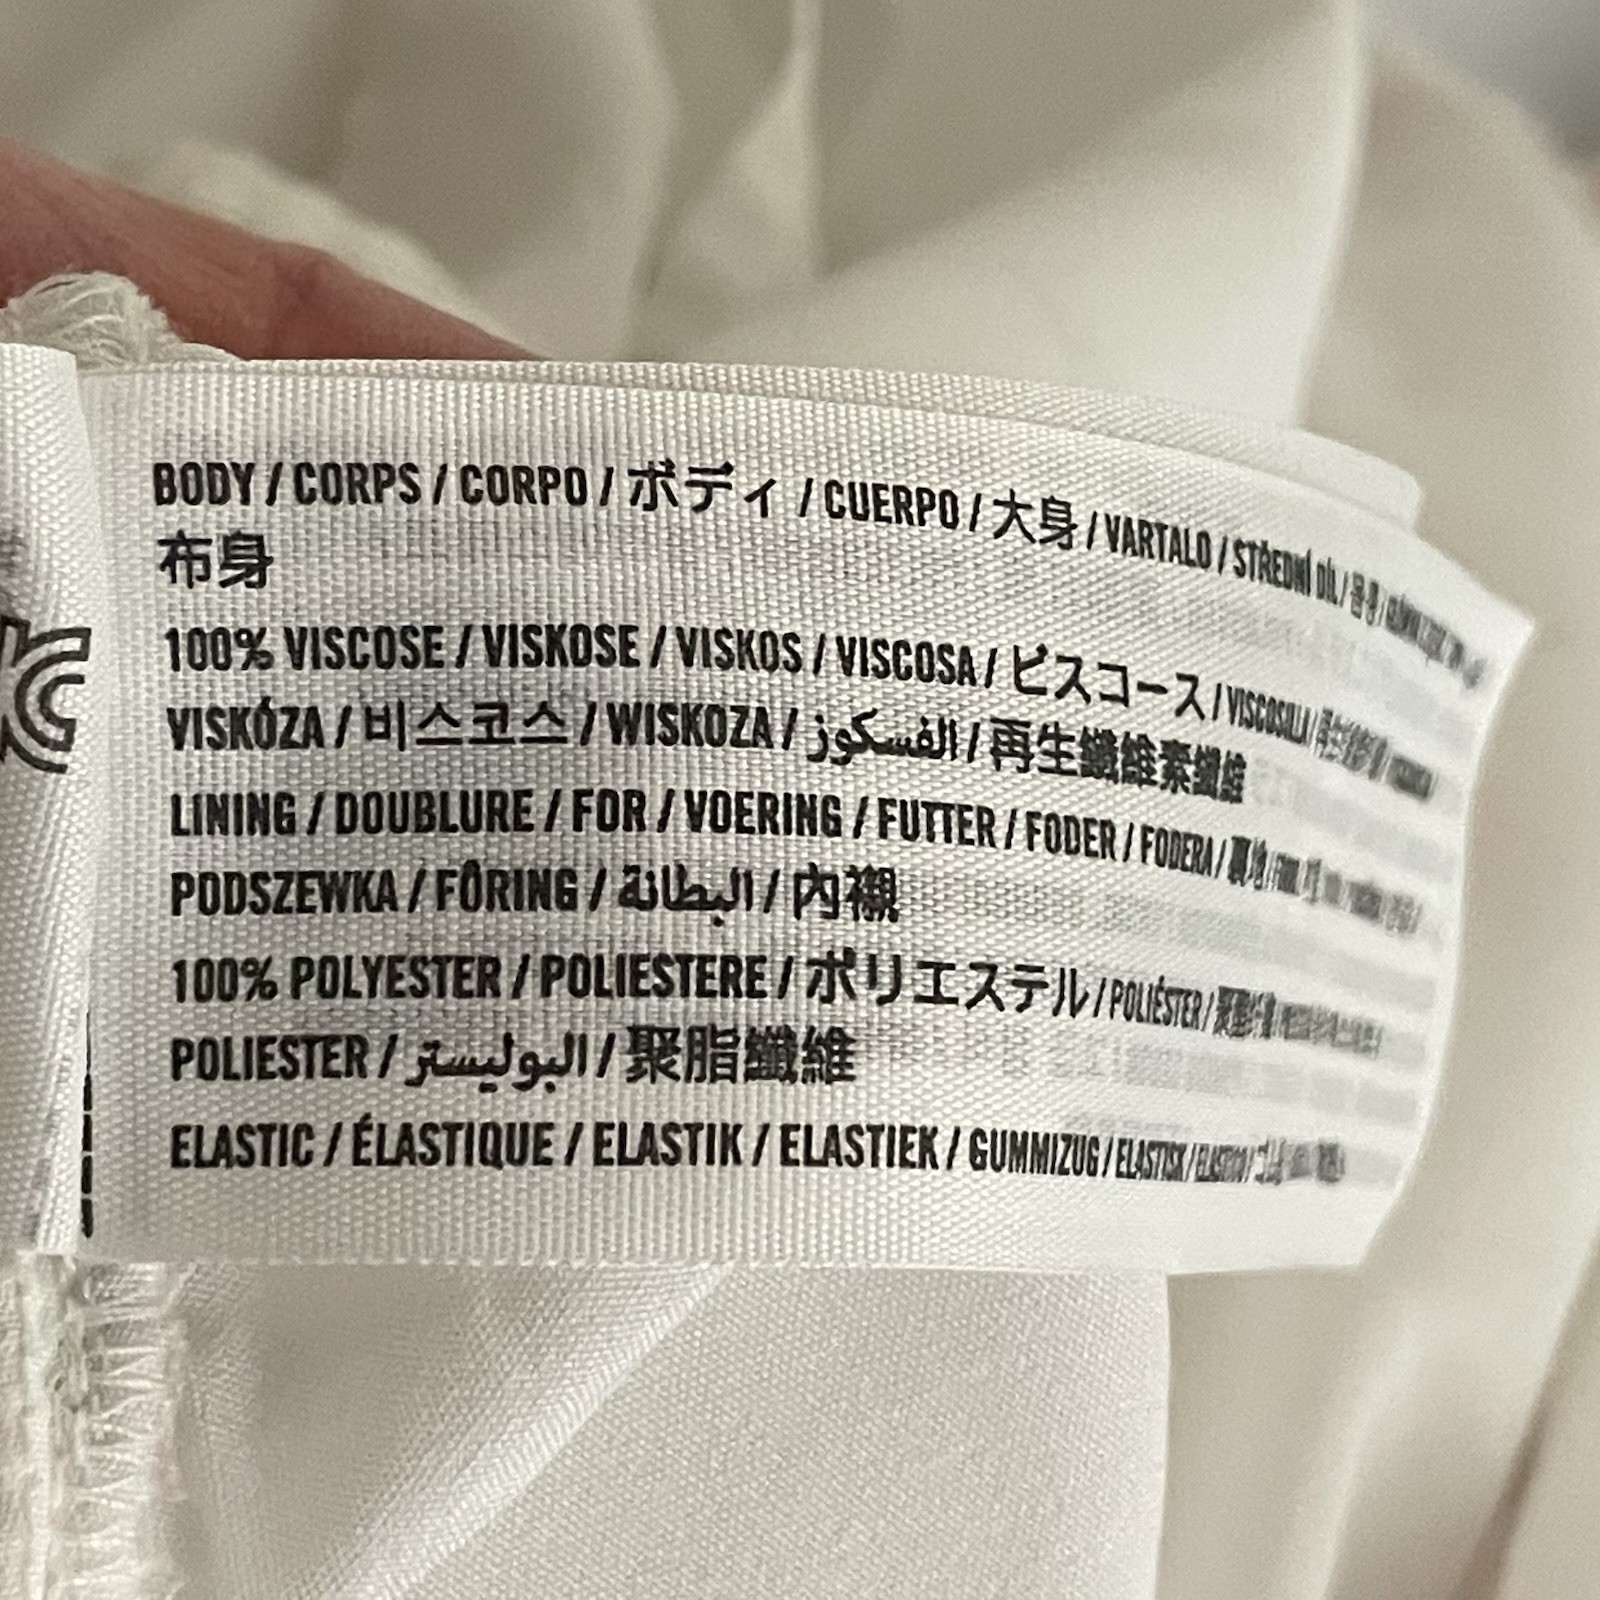 BODY / CORPS / CORPO / ボディ / CUERPO / 大身 / VARTALO / STŘEDNÍ DÍL /
布身
100% VISCOSE / VISKOSE / VISKOS / VISCOSA / ビスコース / VISCOSILLI /
VISKÓZA / 비스코스 / WISKOZA / الفسكوز / 再生纖維素纖維
LINING / DOUBLURE / FOR / VOERING / FUTTER / FODER / FODERA /
PODSZEWKA / FÔRING / البطانة / 內襯
100% POLYESTER / POLIESTERE / ポリエステル / POLIÉSTER /
POLIESTER / البوليستر / 聚脂纖維
ELASTIC / ÉLASTIQUE / ELASTIK / ELASTIEK / GUMMIZUG / ELASTISK /